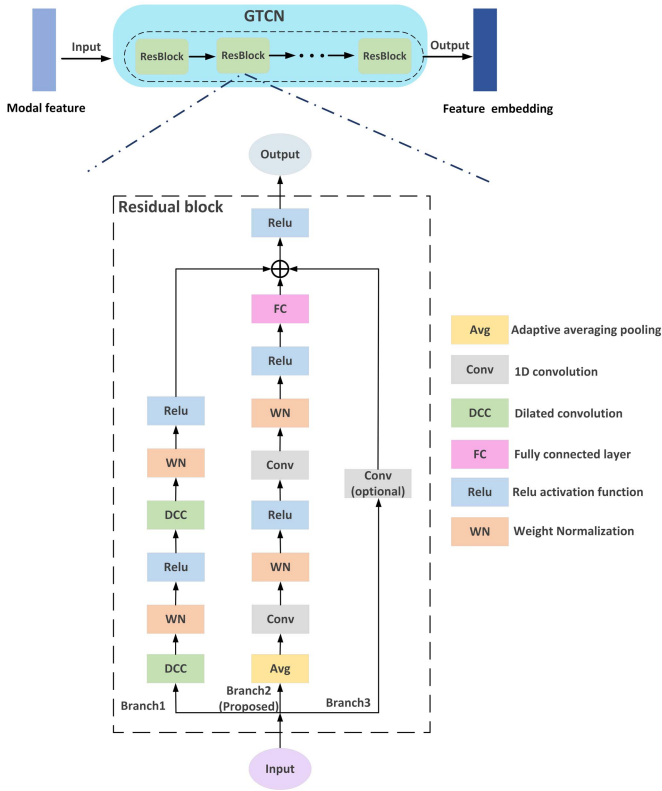 GTCN
Input
ResBlock
ResBlock
ResBlock
Output
Modal feature
Feature embedding
Output
Residual block
Relu
FC
Relu
WN
Conv
Relu
WN
Conv
Avg
Relu
WN
DCC
Relu
WN
DCC
Conv
(optional)
Branch1
Branch2
(Proposed)
Branch3
Input
Avg Adaptive averaging pooling
Conv 1D convolution
DCC Dilated convolution
FC Fully connected layer
Relu Relu activation function
WN Weight Normalization